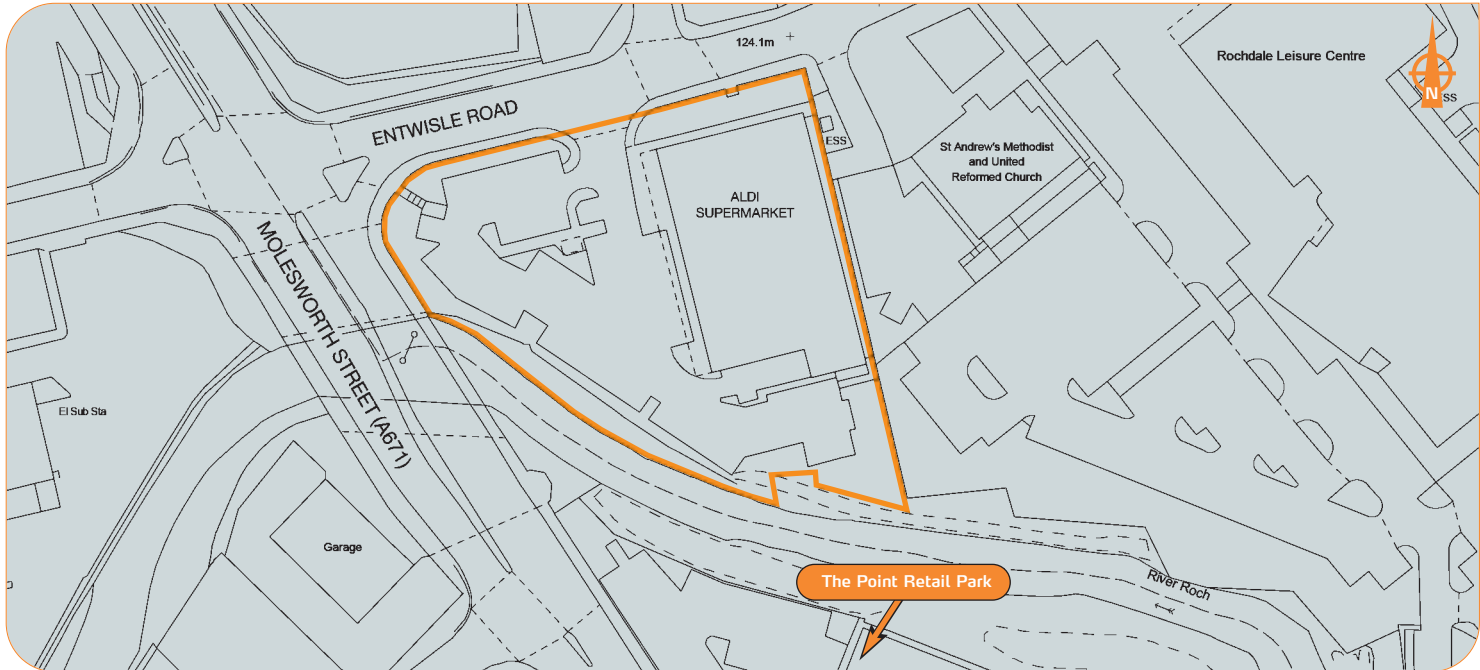 124.1m
Rochdale Leisure Centre
N
SS
ENTWISLE ROAD
ESS
St Andrew's Methodist
and United
Reformed Church
ALDI
SUPERMARKET
MOLESWORTH STREET (A671)
El Sub Sta
Garage
The Point Retail Park
River Roch